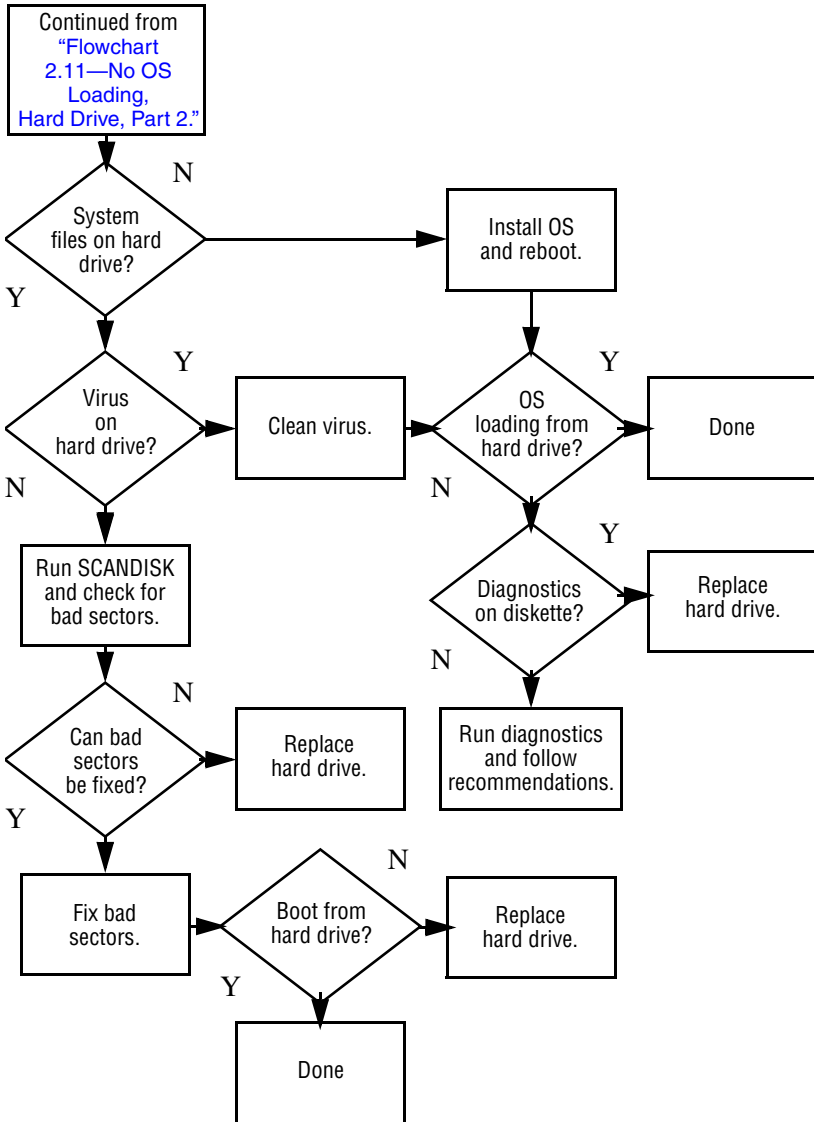 Continued from
“Flowchart
2.11—No OS
Loading,
Hard Drive, Part 2.”
N
System
files on hard
drive?
Install OS
and reboot.
Y
Y
Virus
on
hard drive?
Clean virus.
Y
OS
loading from
hard drive?
Done
N
N
Run SCANDISK
and check for
bad sectors.
Y
Diagnostics
on diskette?
Replace
hard drive.
N
N
Can bad
sectors
be fixed?
Replace
hard drive.
Run diagnostics
and follow
recommendations.
Y
Fix bad
sectors.
N
Boot from
hard drive?
Replace
hard drive.
Y
Done